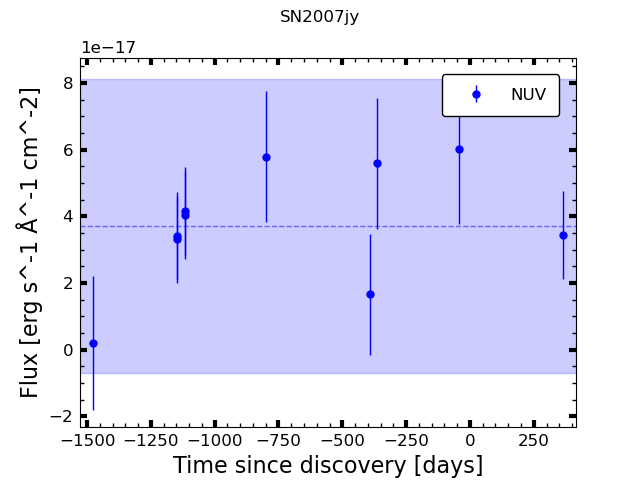 SN2007jy
1e−17
NUV
8
6
4
2
0
−2
Flux [erg s^-1 Å^-1 cm^-2]
−1500 −1250 −1000 −750 −500 −250 0 250
Time since discovery [days]